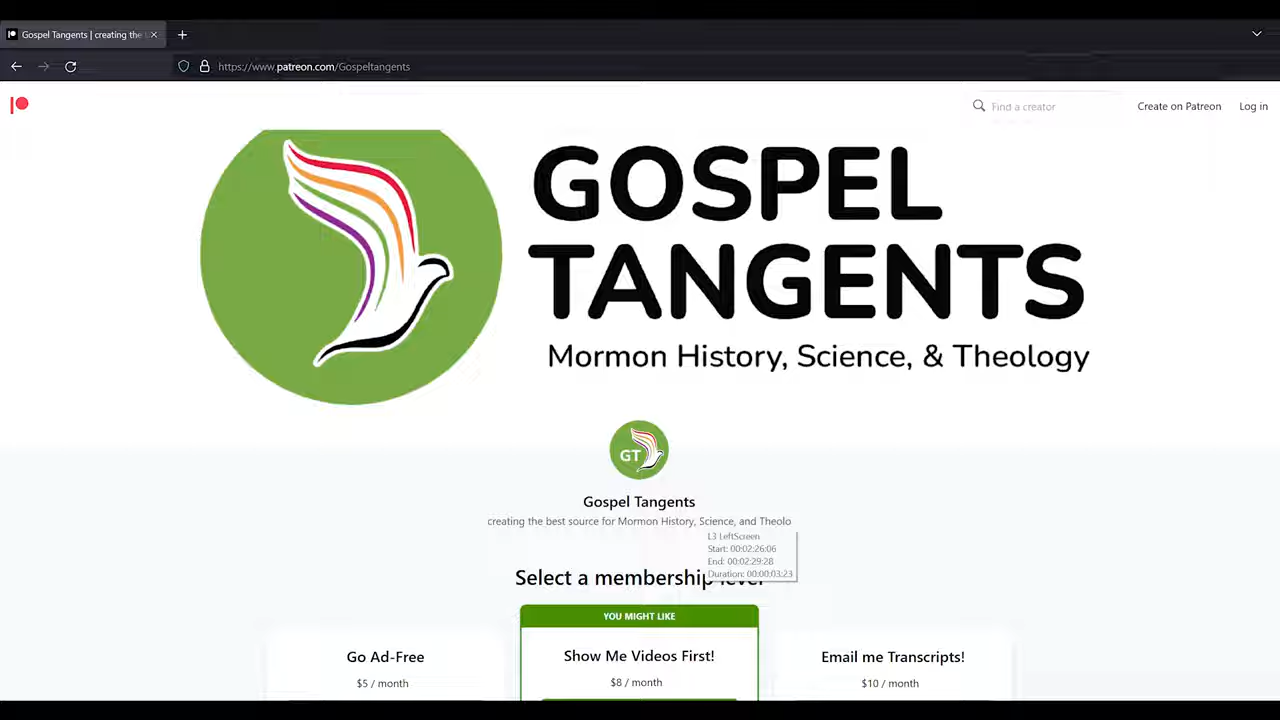 Gospel Tangents | creating the
https://www.patreon.com/Gospeltangents
Find a creator
Create on Patreon
Log in
GOSPEL
TANGENTS
Mormon History, Science, & Theology
GT
Gospel Tangents
creating the best source for Mormon History, Science, and Theolo
L3 LeftScreen
Start: 00:02:26:06
End: 00:02:29:28
Duration: 00:00:03:23
Select a membership level
YOU MIGHT LIKE
Go Ad-Free
$5 / month
Show Me Videos First!
$8 / month
Email me Transcripts!
$10 / month